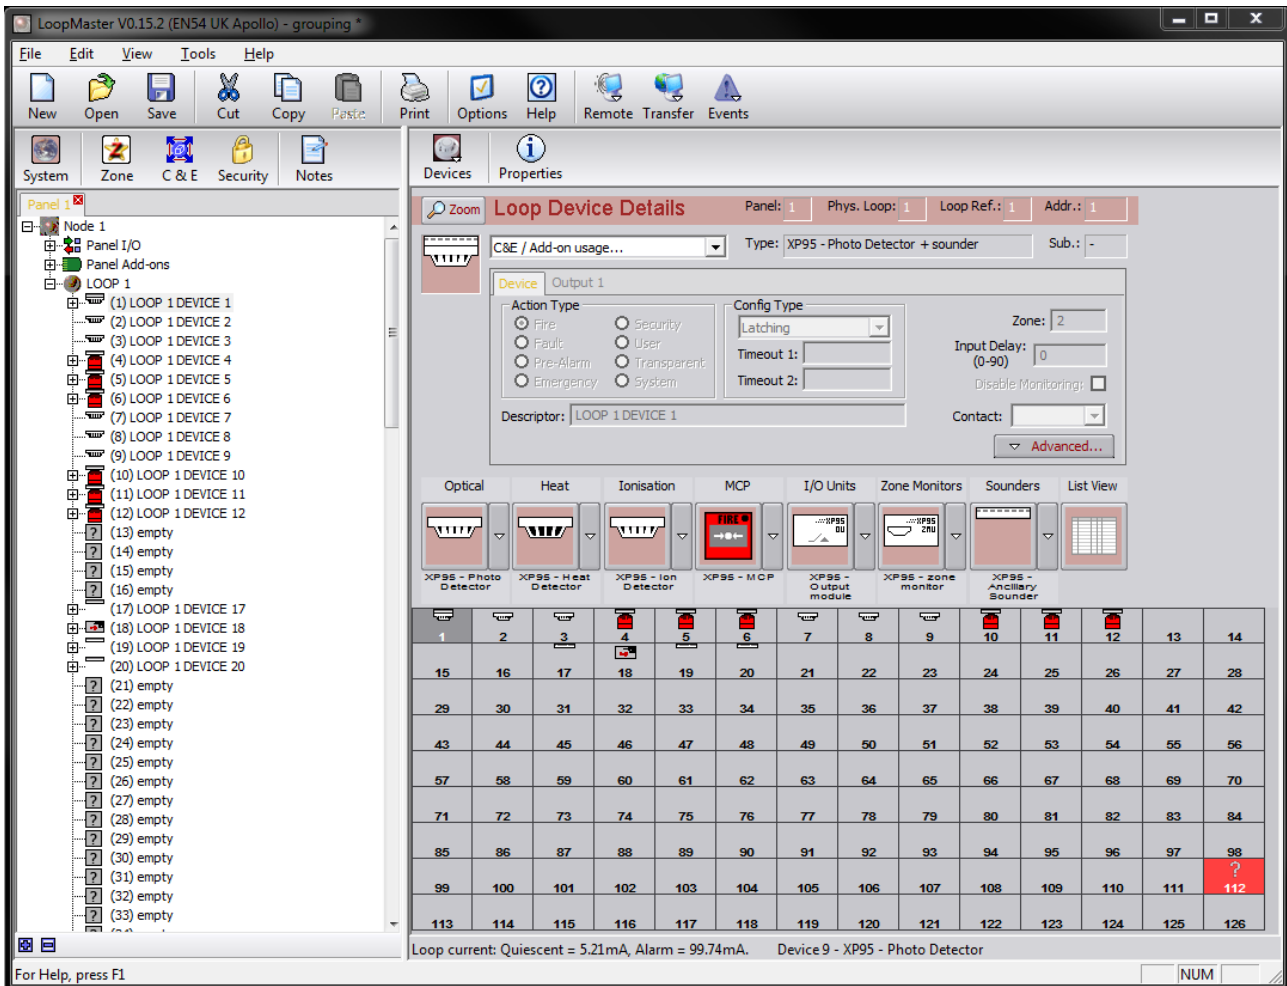 LoopMaster V0.15.2 (EN54 UK Apollo) - grouping *
File Edit View Tools Help
New Open Save Cut Copy Paste Print Options Help Remote Transfer Events
System Zone C & E Security Notes
Devices Properties
Panel 1
Node 1
Panel I/O
Panel Add-ons
LOOP 1
(1) LOOP 1 DEVICE 1
(2) LOOP 1 DEVICE 2
(3) LOOP 1 DEVICE 3
(4) LOOP 1 DEVICE 4
(5) LOOP 1 DEVICE 5
(6) LOOP 1 DEVICE 6
(7) LOOP 1 DEVICE 7
(8) LOOP 1 DEVICE 8
(9) LOOP 1 DEVICE 9
(10) LOOP 1 DEVICE 10
(11) LOOP 1 DEVICE 11
(12) LOOP 1 DEVICE 12
? (13) empty
? (14) empty
? (15) empty
? (16) empty
(17) LOOP 1 DEVICE 17
(18) LOOP 1 DEVICE 18
(19) LOOP 1 DEVICE 19
(20) LOOP 1 DEVICE 20
? (21) empty
? (22) empty
? (23) empty
? (24) empty
? (25) empty
? (26) empty
? (27) empty
? (28) empty
? (29) empty
? (30) empty
? (31) empty
? (32) empty
? (33) empty
Zoom Loop Device Details Panel: 1 Phys. Loop: 1 Loop Ref.: 1 Addr.: 1
C&E / Add-on usage... Type: XP95 - Photo Detector + sounder Sub.: -
Device Output 1
Action Type
Fire Security
Fault User
Pre-Alarm Transparent
Emergency System
Config Type
Latching
Timeout 1:
Timeout 2:
Zone: 2
Input Delay: 0
(0-90)
Disable Monitoring:
Descriptor: LOOP 1 DEVICE 1
Contact:
Advanced...
Optical Heat Ionisation MCP I/O Units Zone Monitors Sounders List View
FIRE
XP95
OU
XP95
ZMU
XP95 - Photo Detector
XP95 - Heat Detector
XP95 - Ion Detector
XP95 - MCP
XP95 - Output module
XP95 - zone monitor
XP95 - Ancillary Sounder
1 2 3 4 5 6 7 8 9 10 11 12 13 14
15 16 17 18 19 20 21 22 23 24 25 26 27 28
29 30 31 32 33 34 35 36 37 38 39 40 41 42
43 44 45 46 47 48 49 50 51 52 53 54 55 56
57 58 59 60 61 62 63 64 65 66 67 68 69 70
71 72 73 74 75 76 77 78 79 80 81 82 83 84
85 86 87 88 89 90 91 92 93 94 95 96 97 98
?
99 100 101 102 103 104 105 106 107 108 109 110 111 112
113 114 115 116 117 118 119 120 121 122 123 124 125 126
Loop current: Quiescent = 5.21mA, Alarm = 99.74mA. Device 9 - XP95 - Photo Detector
For Help, press F1
NUM